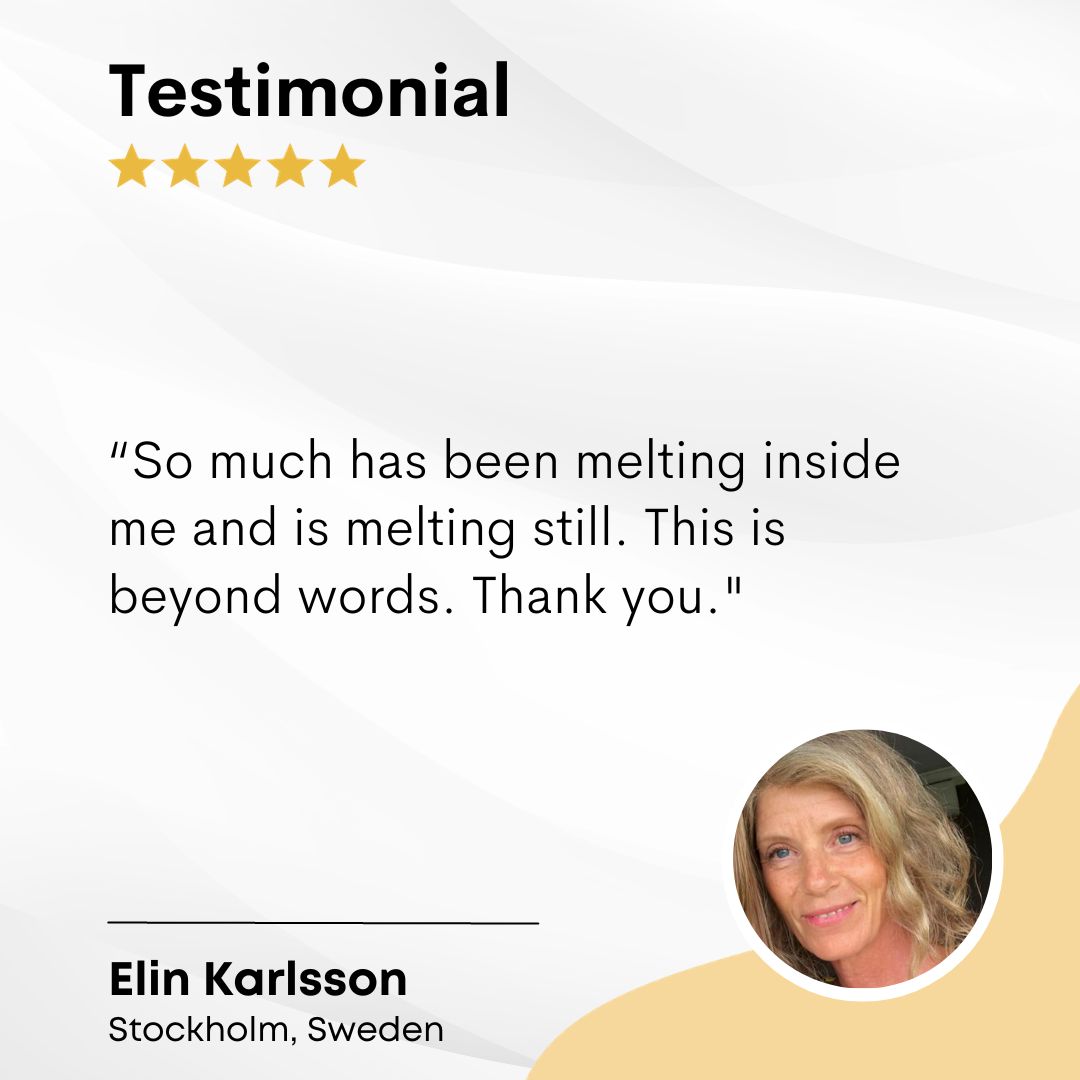 Testimonial
“So much has been melting inside
me and is melting still. This is
beyond words. Thank you."
Elin Karlsson
Stockholm, Sweden